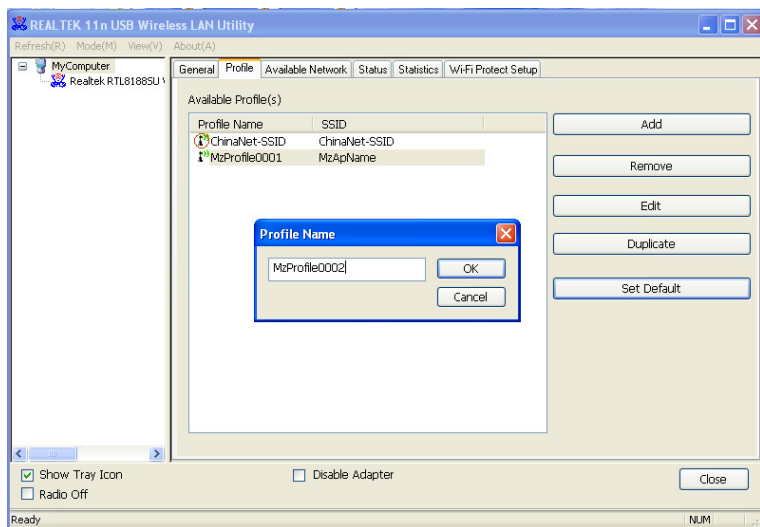 REALTEK 11n USB Wireless LAN Utility
Refresh(R) Mode(M) View(V) About(A)
MyComputer
Realtek RTL8188SU
General Profile Available Network Status Statistics Wi-Fi Protect Setup
Available Profile(s)
Profile Name SSID
ChinaNet-SSID ChinaNet-SSID
MzProfile0001 MzApName
Add
Remove
Edit
Duplicate
Set Default
Profile Name
MzProfile0002
OK
Cancel
Show Tray Icon
Radio Off
Disable Adapter
Close
Ready
NUM